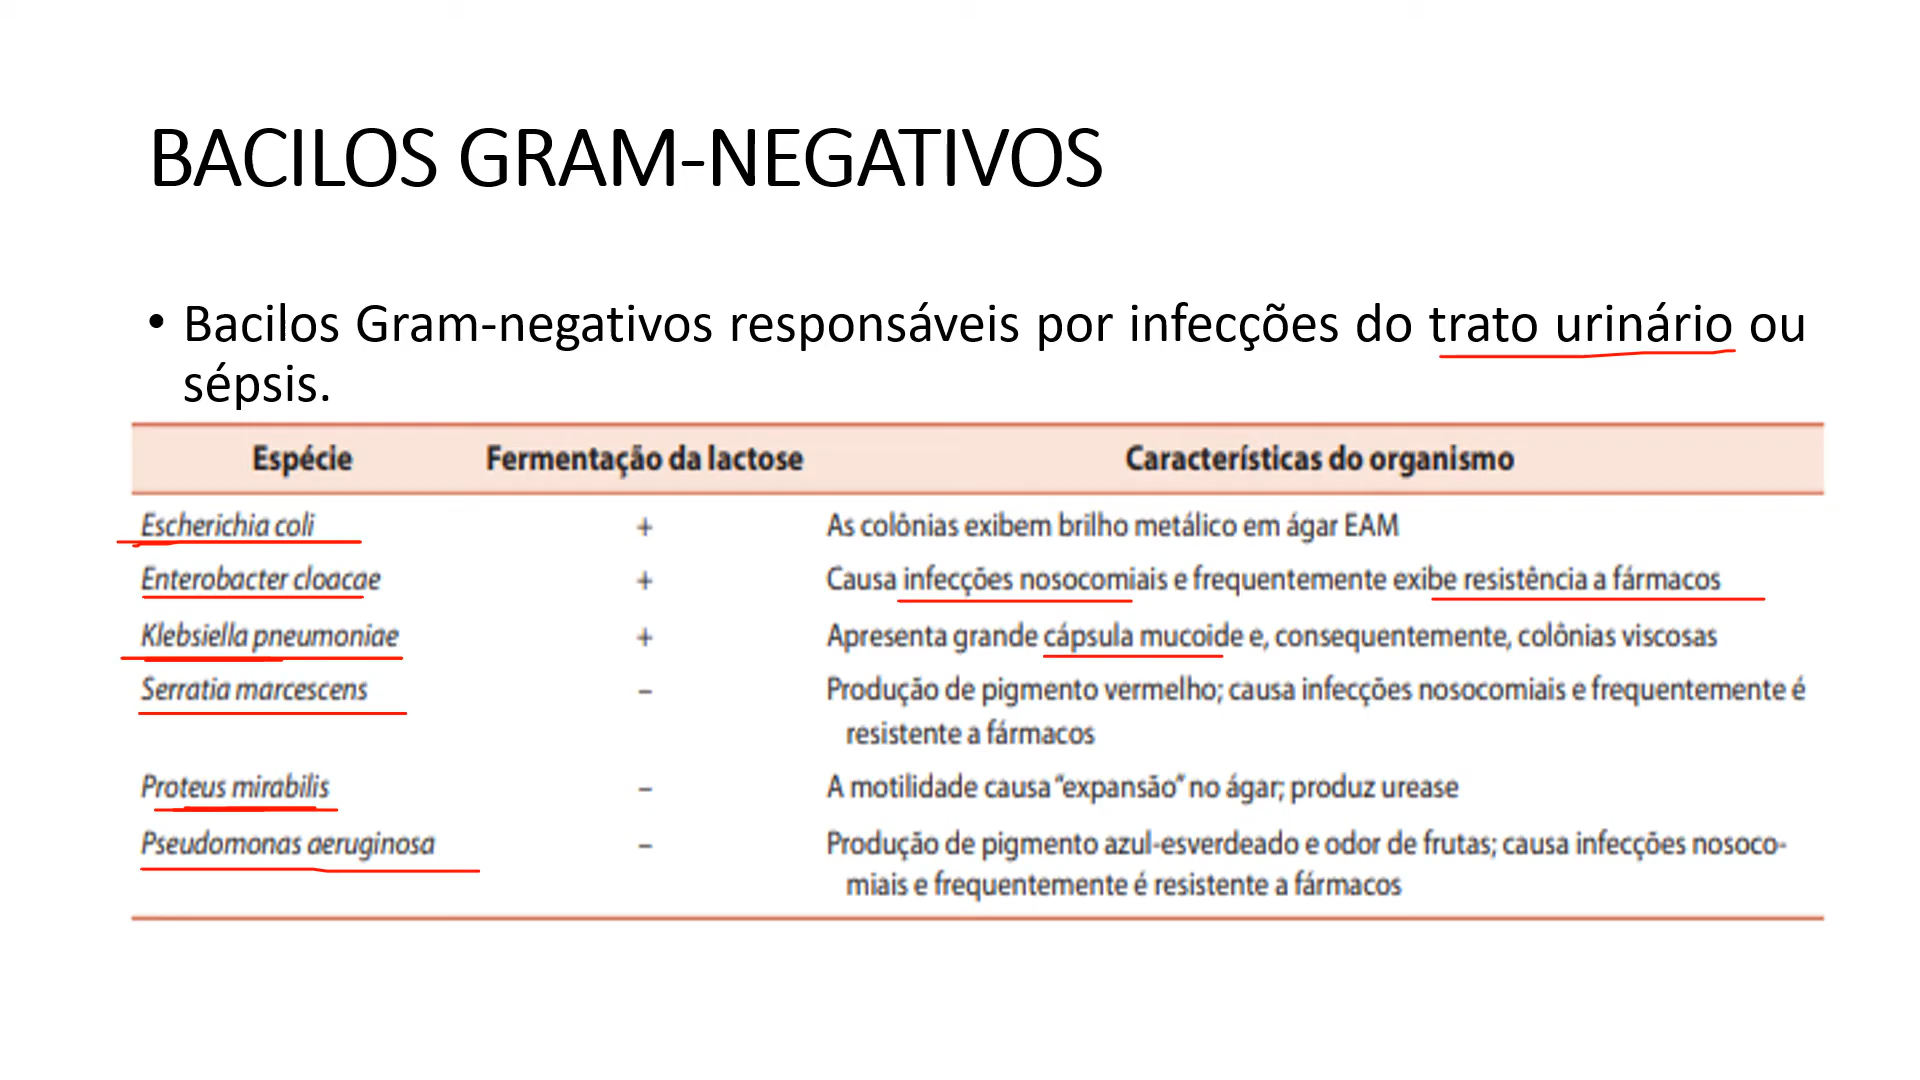 BACILOS GRAM-NEGATIVOS
• Bacilos Gram-negativos responsáveis por infecções do trato urinário ou
sépsis.
Espécie Fermentação da lactose Características do organismo
Escherichia coli + As colônias exibem brilho metálico em ágar EAM
Enterobacter cloacae + Causa infecções nosocomiais e frequentemente exibe resistência a fármacos
Klebsiella pneumoniae + Apresenta grande cápsula mucoide e, consequentemente, colônias viscosas
Serratia marcescens – Produção de pigmento vermelho; causa infecções nosocomiais e frequentemente é
resistente a fármacos
Proteus mirabilis – A motilidade causa “expansão” no ágar; produz urease
Pseudomonas aeruginosa – Produção de pigmento azul-esverdeado e odor de frutas; causa infecções nosoco-
miais e frequentemente é resistente a fármacos